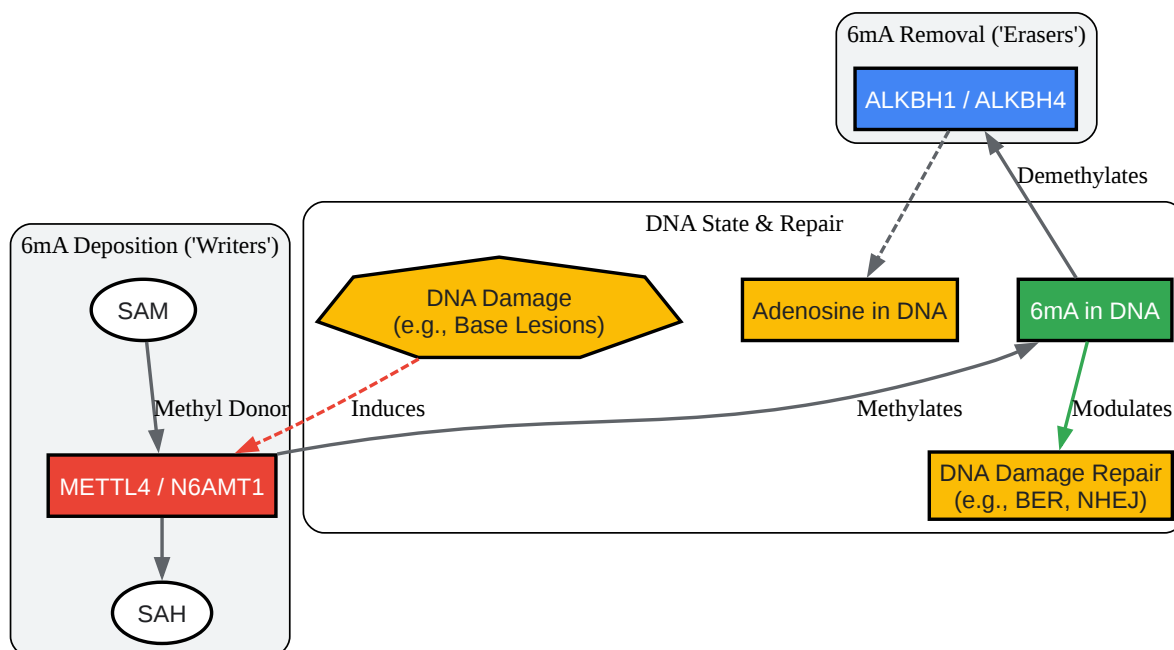 6mA Removal ('Erasers')
ALKBH1 / ALKBH4
Demethylates
DNA State & Repair
6mA Deposition ('Writers')
SAM
DNA Damage
(e.g., Base Lesions)
Adenosine in DNA
6mA in DNA
Methyl Donor
Induces
Methylates
Modulates
METTL4 / N6AMT1
DNA Damage Repair
(e.g., BER, NHEJ)
SAH